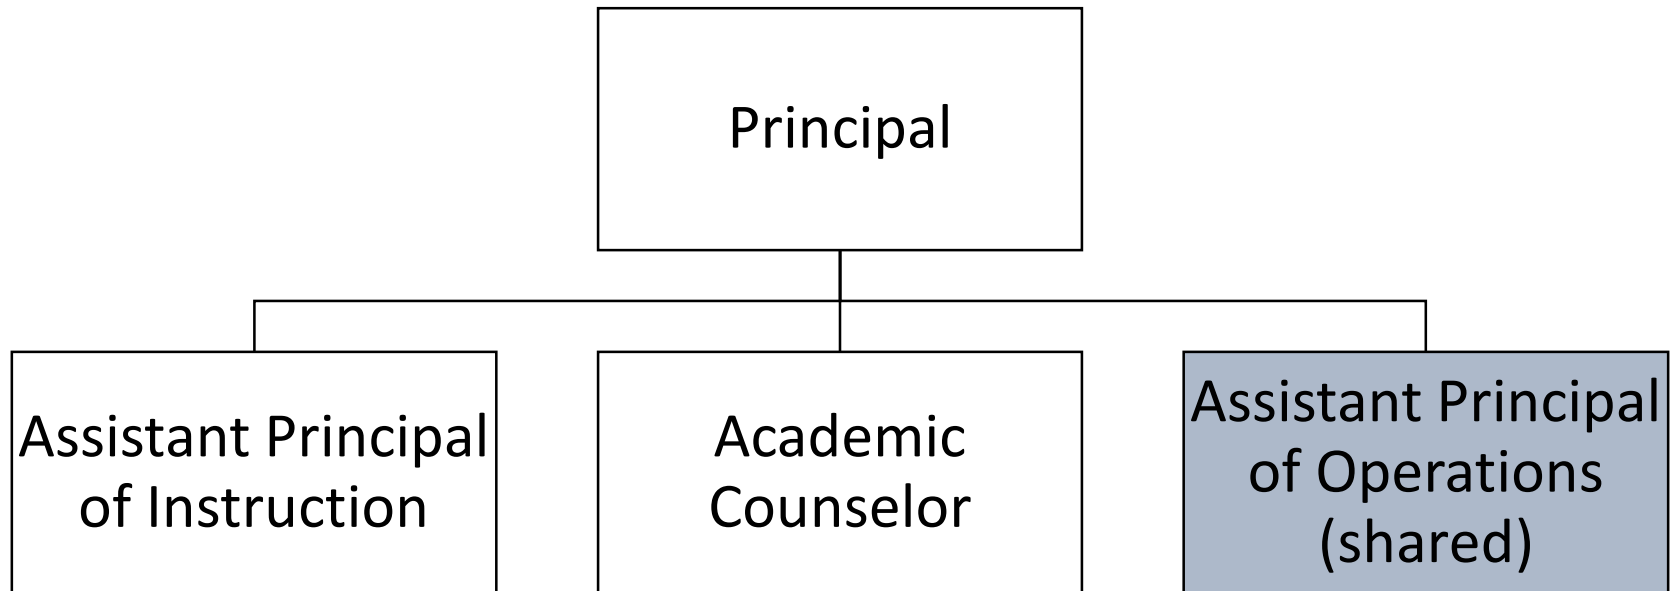 Principal
Assistant Principal
of Instruction
Academic
Counselor
Assistant Principal
of Operations
(shared)